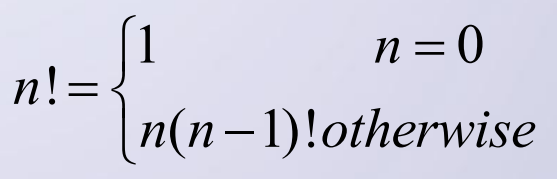 1 n = 0
n! =
n(n − 1)! otherwise